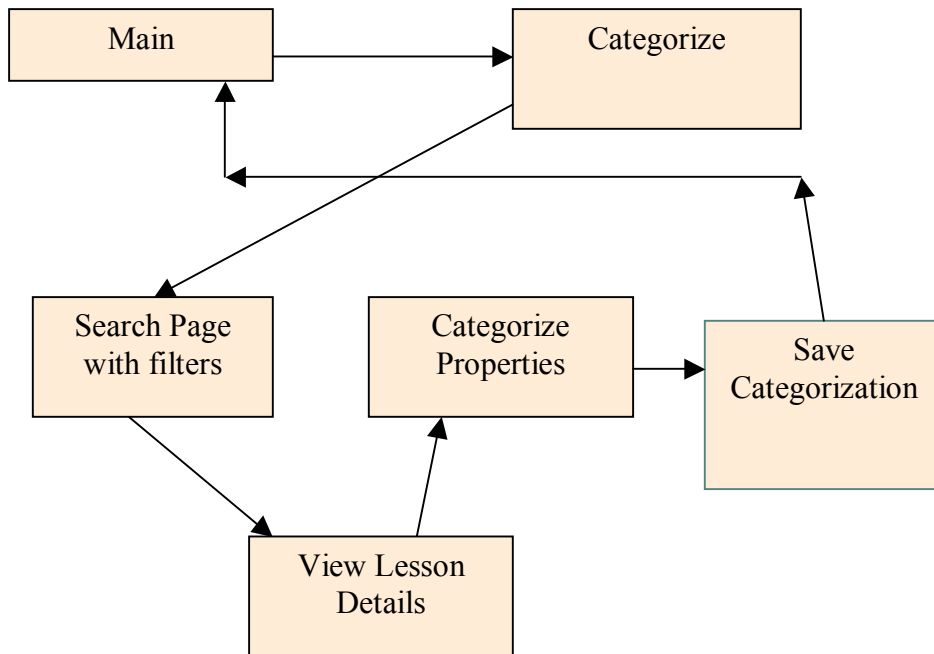 Main
Categorize
Search Page
with filters
Categorize
Properties
Save
Categorization
View Lesson
Details